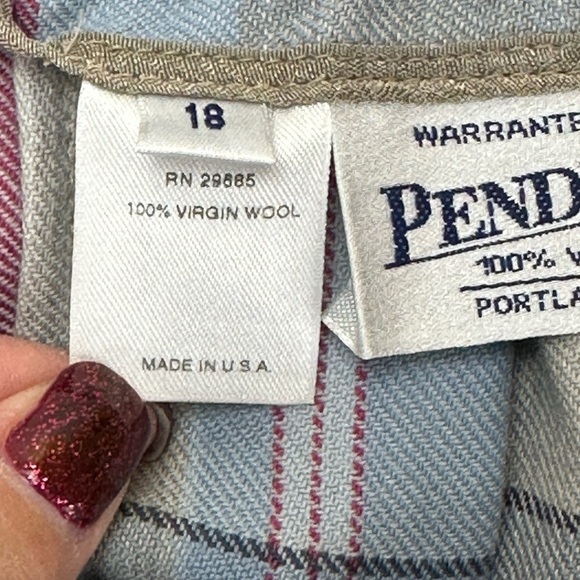 18
RN 29685
100% VIRGIN WOOL
MADE IN U S A.
WARRANTE
PEND
100% V
PORTLA